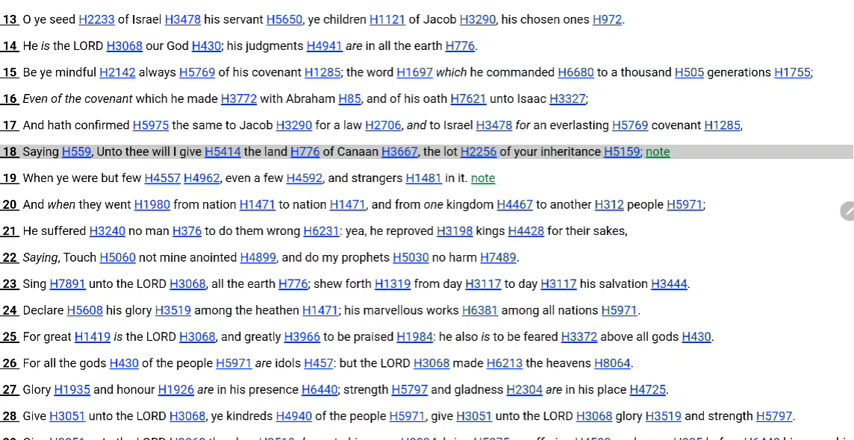 13 O ye seed H2233 of Israel H3478 his servant H5650, ye children H1121 of Jacob H3290, his chosen ones H972.
14 He is the LORD H3068 our God H430; his judgments H4941 are in all the earth H776.
15 Be ye mindful H2142 always H5769 of his covenant H1285; the word H1697 which he commanded H6680 to a thousand H505 generations H1755;
16 Even of the covenant which he made H3772 with Abraham H85, and of his oath H7621 unto Isaac H3327;
17 And hath confirmed H5975 the same to Jacob H3290 for a law H2706, and to Israel H3478 for an everlasting H5769 covenant H1285,
18 Saying H559, Unto thee will I give H5414 the land H776 of Canaan H3667, the lot H2256 of your inheritance H5159; note
19 When ye were but few H4557 H4962, even a few H4592, and strangers H1481 in it. note
20 And when they went H1980 from nation H1471 to nation H1471, and from one kingdom H4467 to another H312 people H5971;
21 He suffered H3240 no man H376 to do them wrong H6231: yea, he reproved H3198 kings H4428 for their sakes,
22 Saying, Touch H5060 not mine anointed H4899, and do my prophets H5030 no harm H7489.
23 Sing H7891 unto the LORD H3068, all the earth H776; shew forth H1319 from day H3117 to day H3117 his salvation H3444.
24 Declare H5608 his glory H3519 among the heathen H1471; his marvellous works H6381 among all nations H5971.
25 For great H1419 is the LORD H3068, and greatly H3966 to be praised H1984: he also is to be feared H3372 above all gods H430.
26 For all the gods H430 of the people H5971 are idols H457: but the LORD H3068 made H6213 the heavens H8064.
27 Glory H1935 and honour H1926 are in his presence H6440; strength H5797 and gladness H2304 are in his place H4725.
28 Give H3051 unto the LORD H3068, ye kindreds H4940 of the people H5971, give H3051 unto the LORD H3068 glory H3519 and strength H5797.